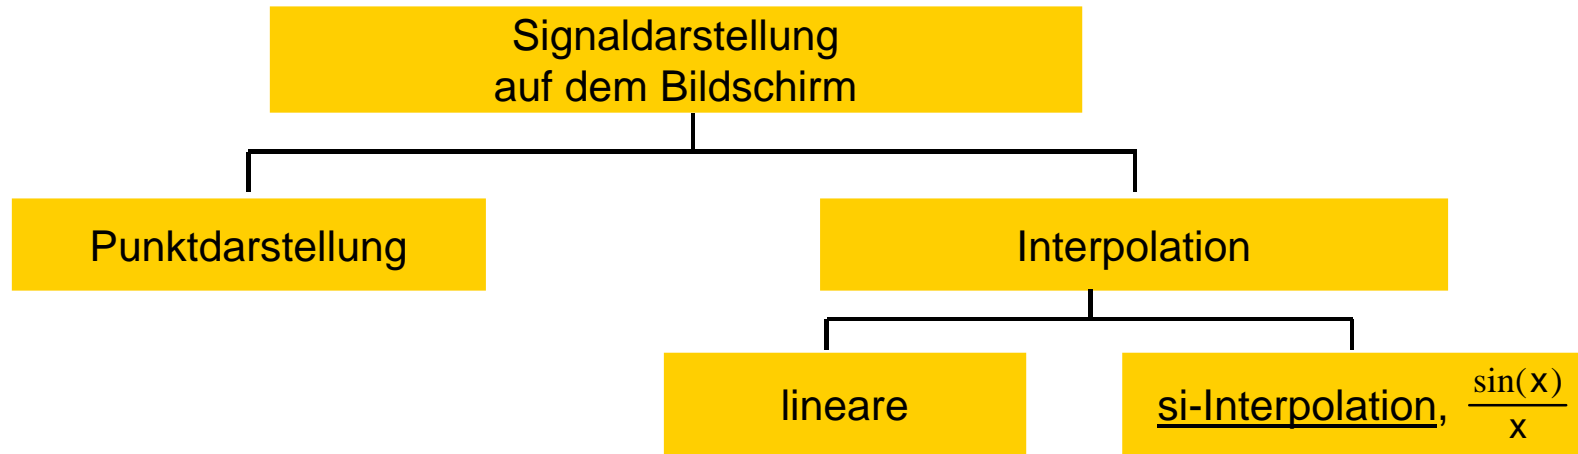 Signaldarstellung
auf dem Bildschirm
Punktdarstellung
Interpolation
lineare
si-Interpolation, sin(x)/x